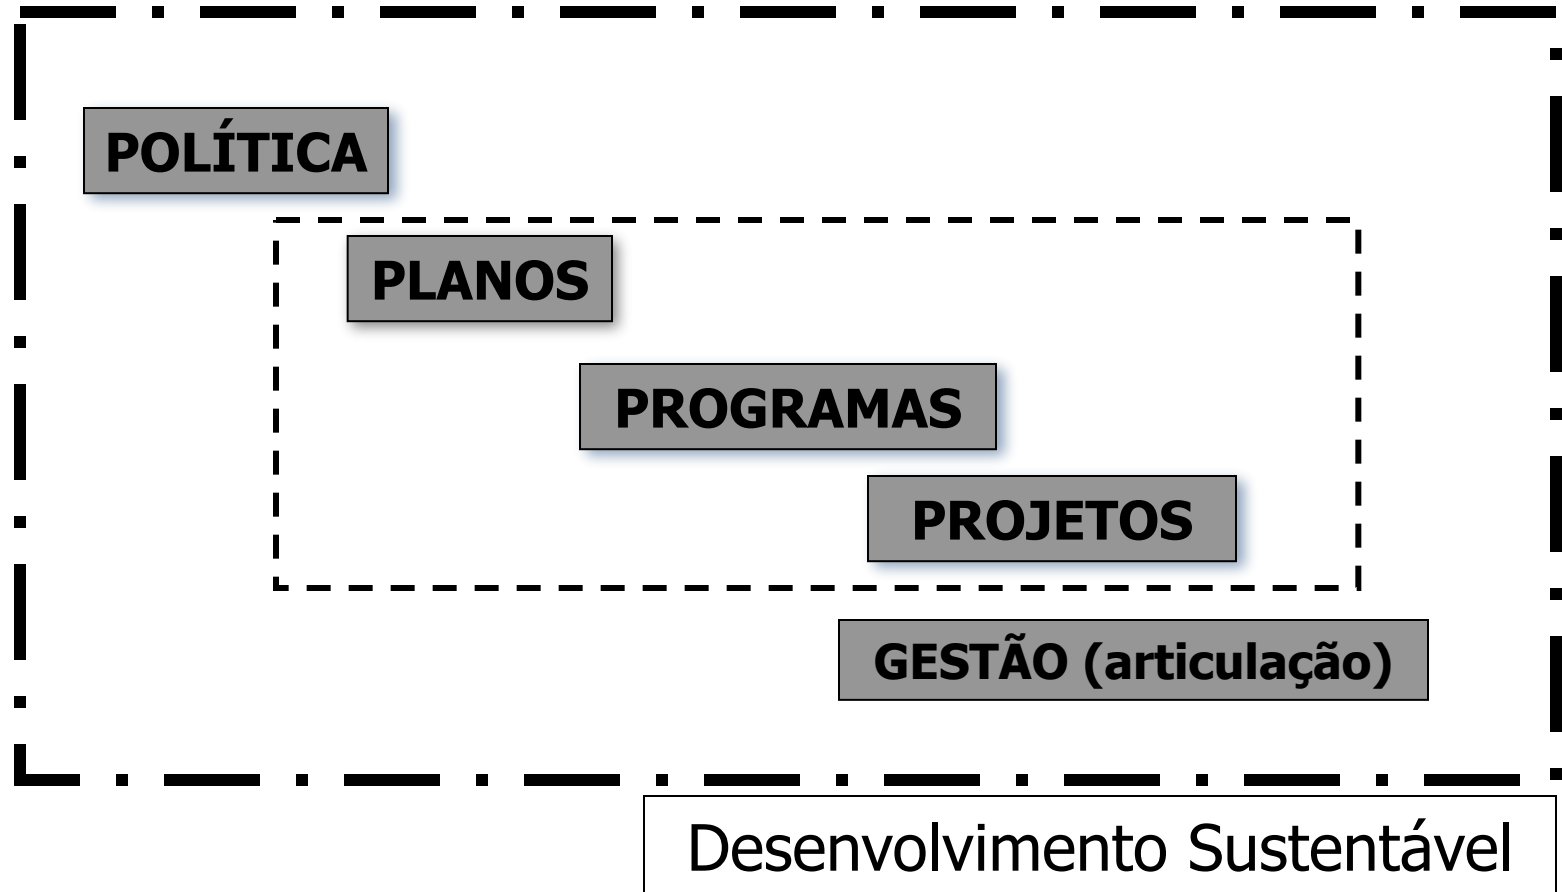 POLÍTICA
PLANOS
PROGRAMAS
PROJETOS
GESTÃO (articulação)
Desenvolvimento Sustentável